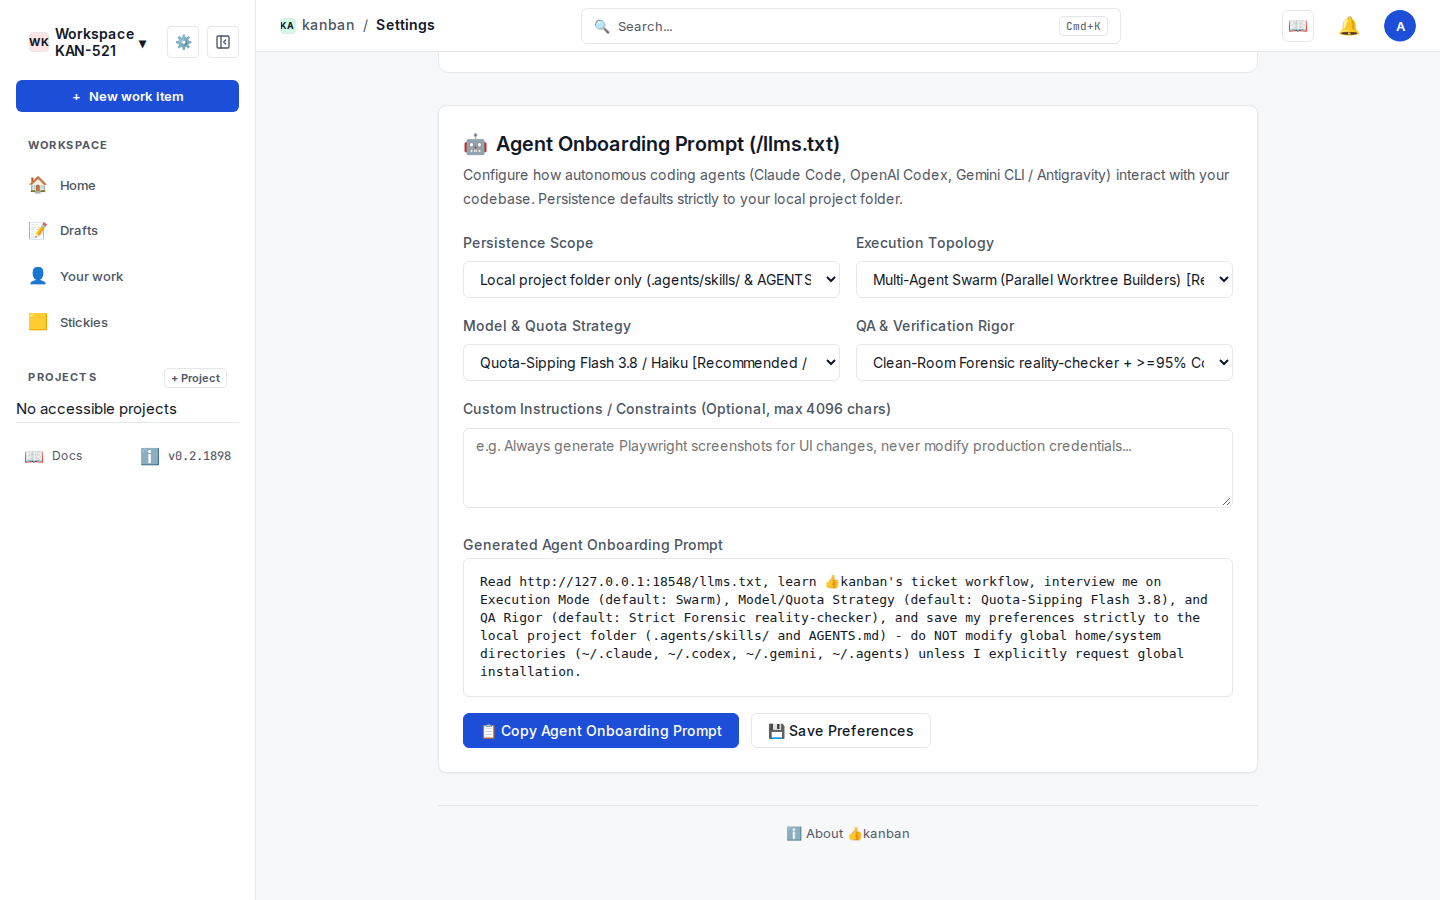 WK Workspace KAN-521 ▾
+ New work item
WORKSPACE
Home
Drafts
Your work
Stickies
PROJECTS + Project
No accessible projects
Docs v0.2.1898
KA kanban / Settings
Search... Cmd+K
A
Agent Onboarding Prompt (/llms.txt)
Configure how autonomous coding agents (Claude Code, OpenAI Codex, Gemini CLI / Antigravity) interact with your
codebase. Persistence defaults strictly to your local project folder.
Persistence Scope Execution Topology
Local project folder only (.agents/skills/ & AGENTS Multi-Agent Swarm (Parallel Worktree Builders) [Re
Model & Quota Strategy QA & Verification Rigor
Quota-Sipping Flash 3.8 / Haiku [Recommended / Clean-Room Forensic reality-checker + >=95% Co
Custom Instructions / Constraints (Optional, max 4096 chars)
e.g. Always generate Playwright screenshots for UI changes, never modify production credentials...
Generated Agent Onboarding Prompt
Read http://127.0.0.1:18548/llms.txt, learn 👍kanban's ticket workflow, interview me on
Execution Mode (default: Swarm), Model/Quota Strategy (default: Quota-Sipping Flash 3.8), and
QA Rigor (default: Strict Forensic reality-checker), and save my preferences strictly to the
local project folder (.agents/skills/ and AGENTS.md) - do NOT modify global home/system
directories (~/.claude, ~/.codex, ~/.gemini, ~/.agents) unless I explicitly request global
installation.
📋 Copy Agent Onboarding Prompt 💾 Save Preferences
ℹ️ About 👍kanban